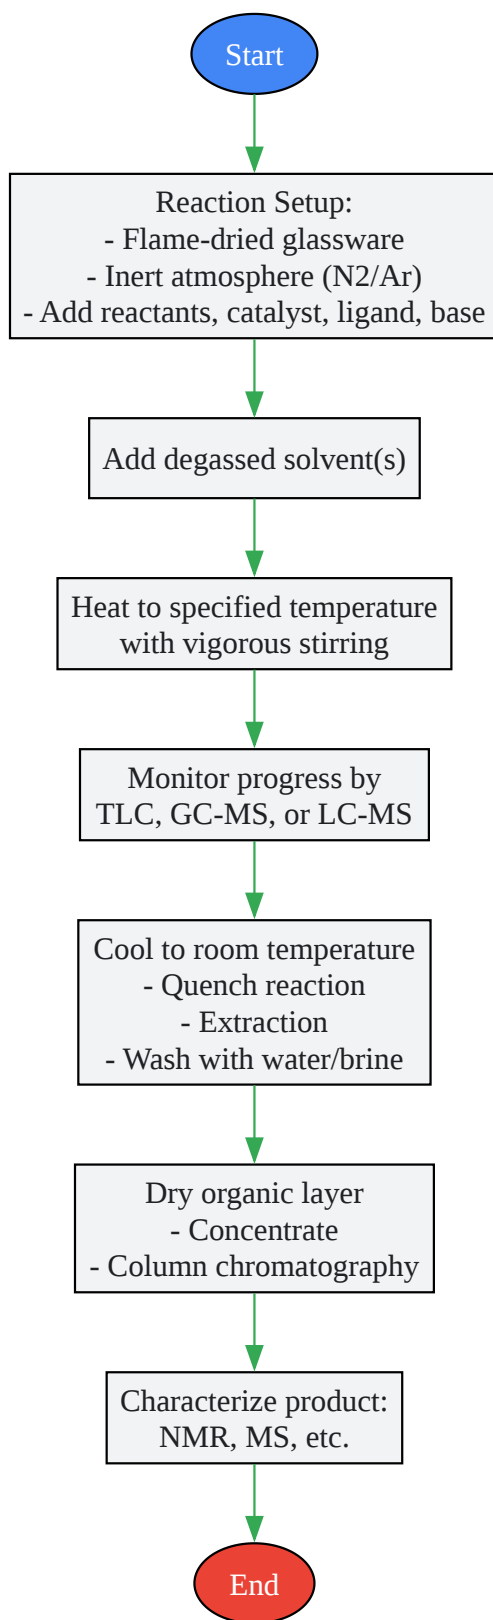 Start
Reaction Setup:
- Flame-dried glassware
- Inert atmosphere (N2/Ar)
- Add reactants, catalyst, ligand, base
Add degassed solvent(s)
Heat to specified temperature
with vigorous stirring
Monitor progress by
TLC, GC-MS, or LC-MS
Cool to room temperature
- Quench reaction
- Extraction
- Wash with water/brine
Dry organic layer
- Concentrate
- Column chromatography
Characterize product:
NMR, MS, etc.
End